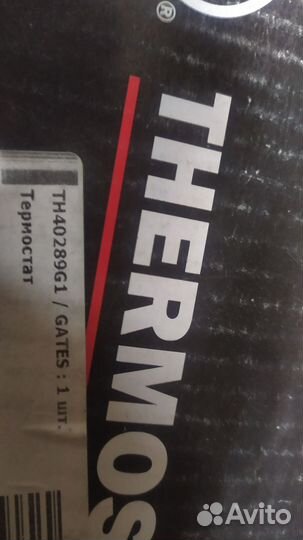 ®
THERMOS
TH40289G1 / GATES : 1 шт.
Термостат
Avito